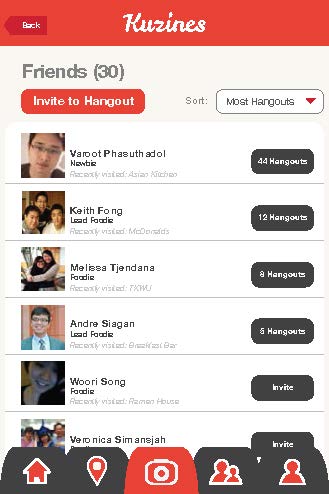 Back
Kuzines
Friends (30)
Invite to Hangout
Sort:
Most Hangouts
Varoot Phasuthadol
Newbie
Recently visited: Asian Kitchen
44 Hangouts
Keith Fong
Lead Foodie
Recently visited: McDonalds
12 Hangouts
Melissa Tjendana
Foodie
Recently visited: TKWJ
8 Hangouts
Andre Siagan
Lead Foodie
Recently visited: Breakfast Bar
5 Hangouts
Woori Song
Foodie
Recently visited: Ramen House
Invite
Veronica Simansjah
Invite